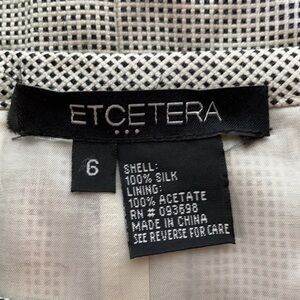 ETCETERA
6
SHELL:
100% SILK
LINING:
100% ACETATE
RN # 093698
MADE IN CHINA
SEE REVERSE FOR CARE